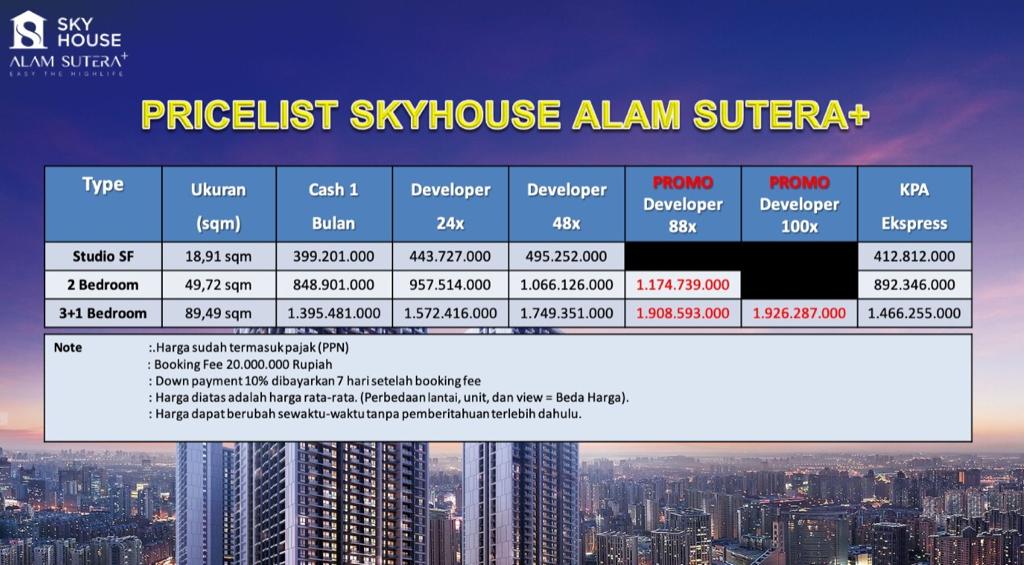 SKY
HOUSE
ALAM SUTERA+
EASY THE HIGHLIFE
PRICELIST SKYHOUSE ALAM SUTERA+
Type Ukuran (sqm) Cash 1 Bulan Developer 24x Developer 48x PROMO Developer 88x PROMO Developer 100x KPA Ekspress
Studio SF 18,91 sqm 399.201.000 443.727.000 495.252.000 412.812.000
2 Bedroom 49,72 sqm 848.901.000 957.514.000 1.066.126.000 1.174.739.000 892.346.000
3+1 Bedroom 89,49 sqm 1.395.481.000 1.572.416.000 1.749.351.000 1.908.593.000 1.926.287.000 1.466.255.000
Note :.Harga sudah termasuk pajak (PPN)
: Booking Fee 20.000.000 Rupiah
: Down payment 10% dibayarkan 7 hari setelah booking fee
: Harga diatas adalah harga rata-rata. (Perbedaan lantai, unit, dan view = Beda Harga).
: Harga dapat berubah sewaktu-waktu tanpa pemberitahuan terlebih dahulu.